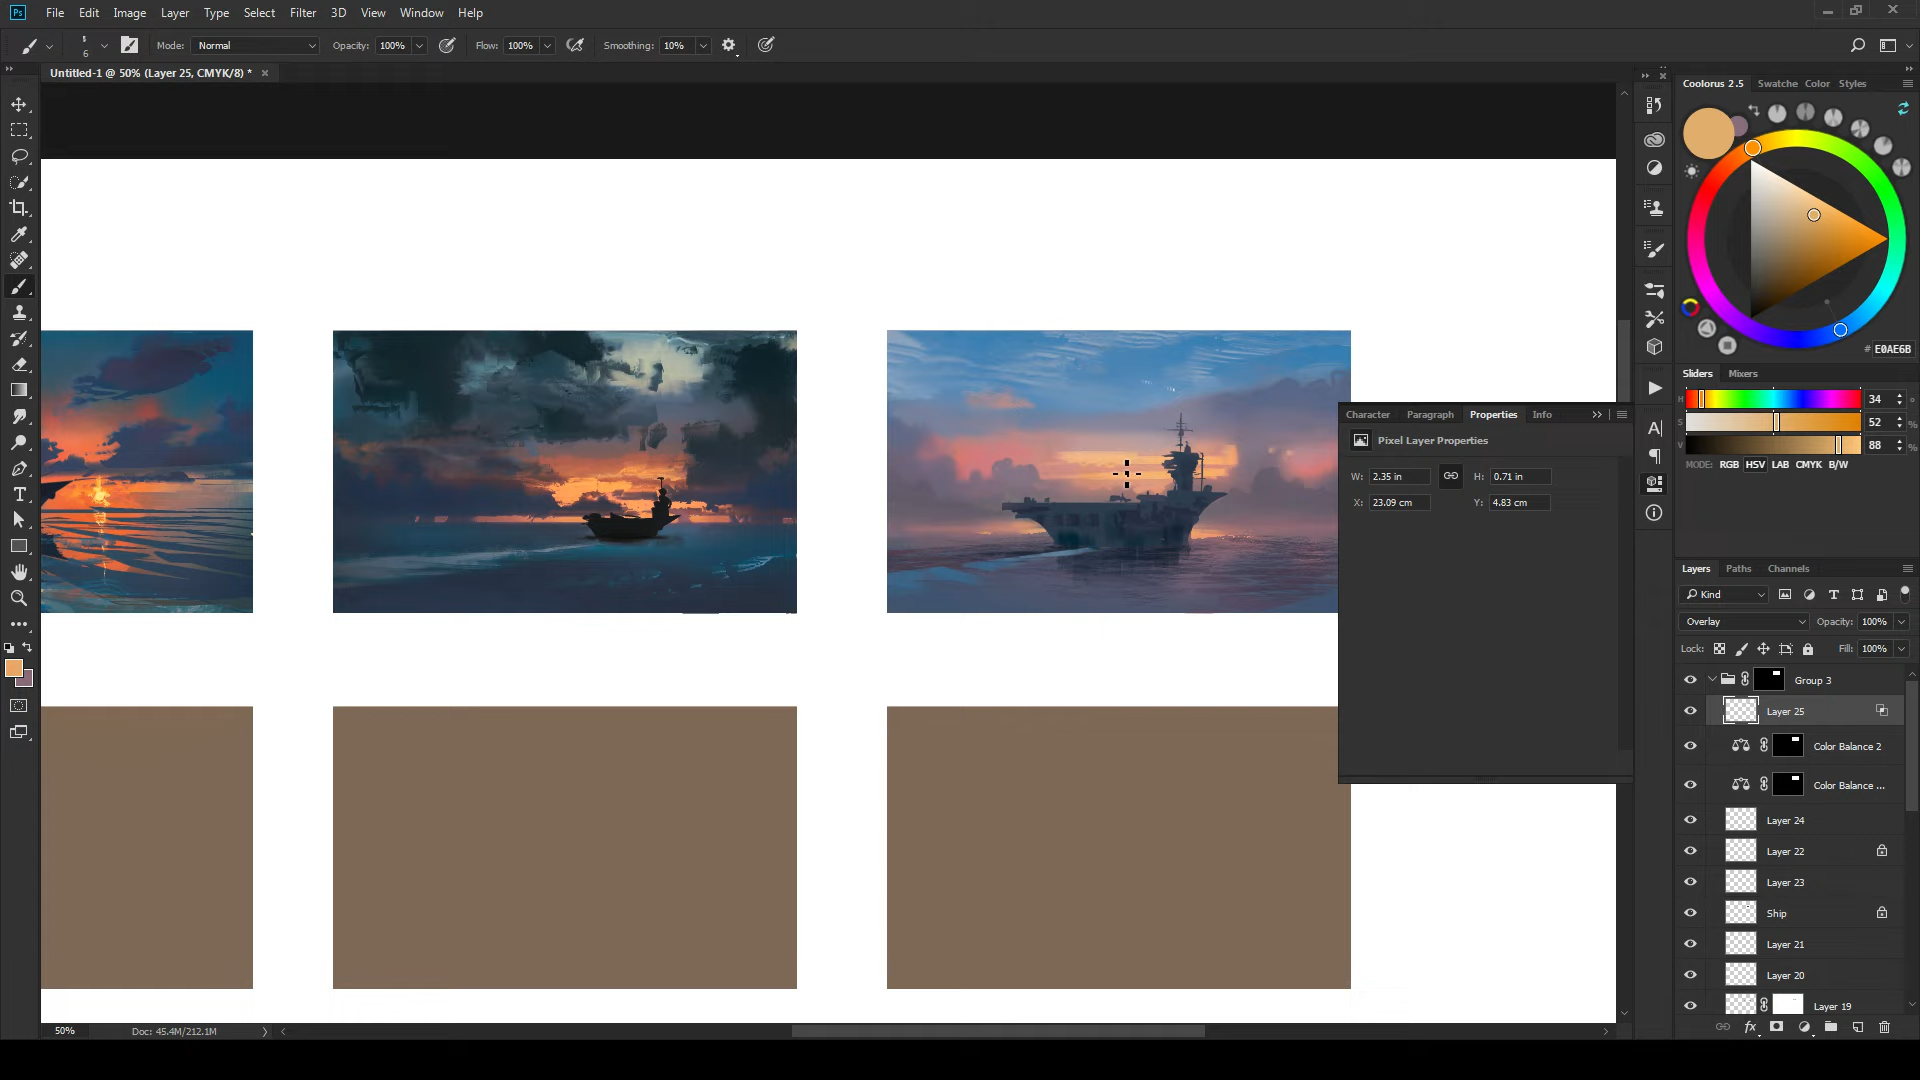 Ps File Edit Image Layer Type Select Filter 3D View Window Help
6 Mode: Normal Opacity: 100% Flow: 100% Smoothing: 10%
Untitled-1 @ 50% (Layer 25, CMYK/8) * ×
Coolorus 2.5 Swatche Color Styles
# E0AE6B
Sliders Mixers
H 34 °
S 52 %
V 88 %
MODE: RGB HSV LAB CMYK B/W
Character Paragraph Properties Info
Pixel Layer Properties
W: 2.35 in H: 0.71 in
X: 23.09 cm Y: 4.83 cm
Layers Paths Channels
Kind
Overlay Opacity: 100%
Lock: Fill: 100%
Group 3
Layer 25
Color Balance 2
Color Balance ...
Layer 24
Layer 22
Layer 23
Ship
Layer 21
Layer 20
Layer 19
fx
50% Doc: 45.4M/212.1M